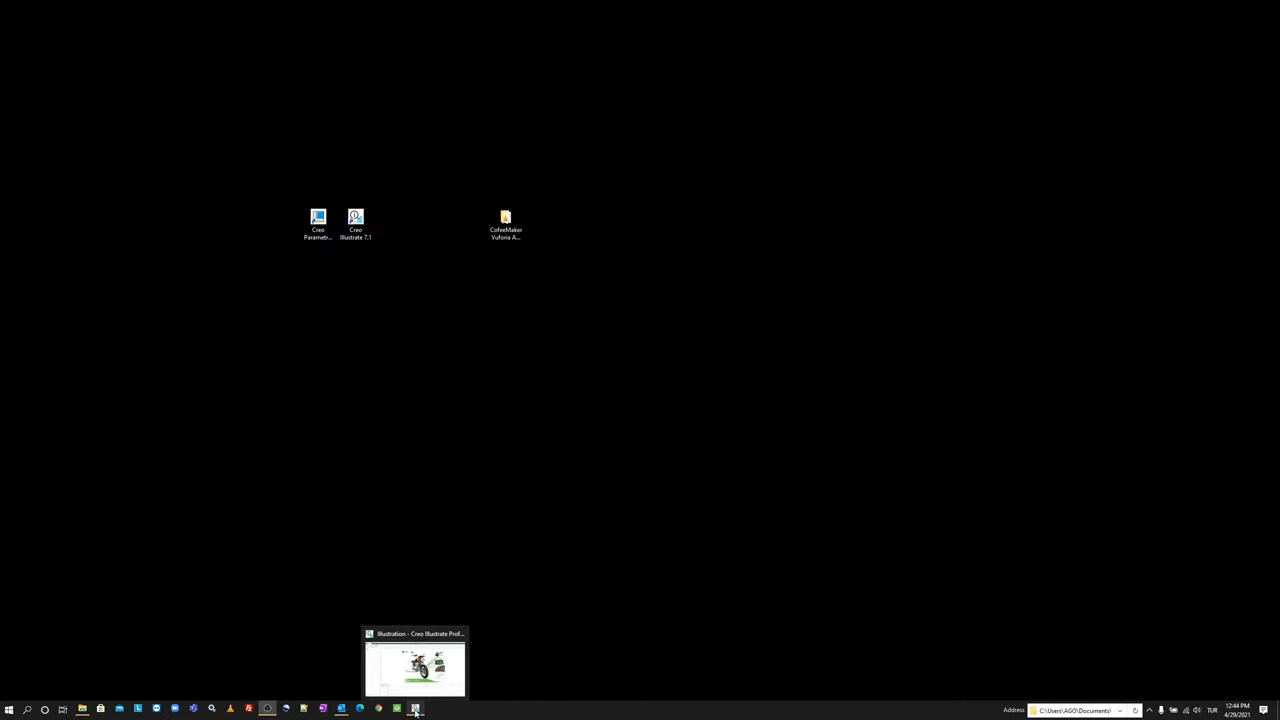 Creo
Parametr...
Creo
Illustrate 7.1
CofeeMaker
Vuforia A...
Illustration - Creo Illustrate Prof...
Address
C:\Users\AGO\Documents\
TUR
12:44 PM
4/29/2021